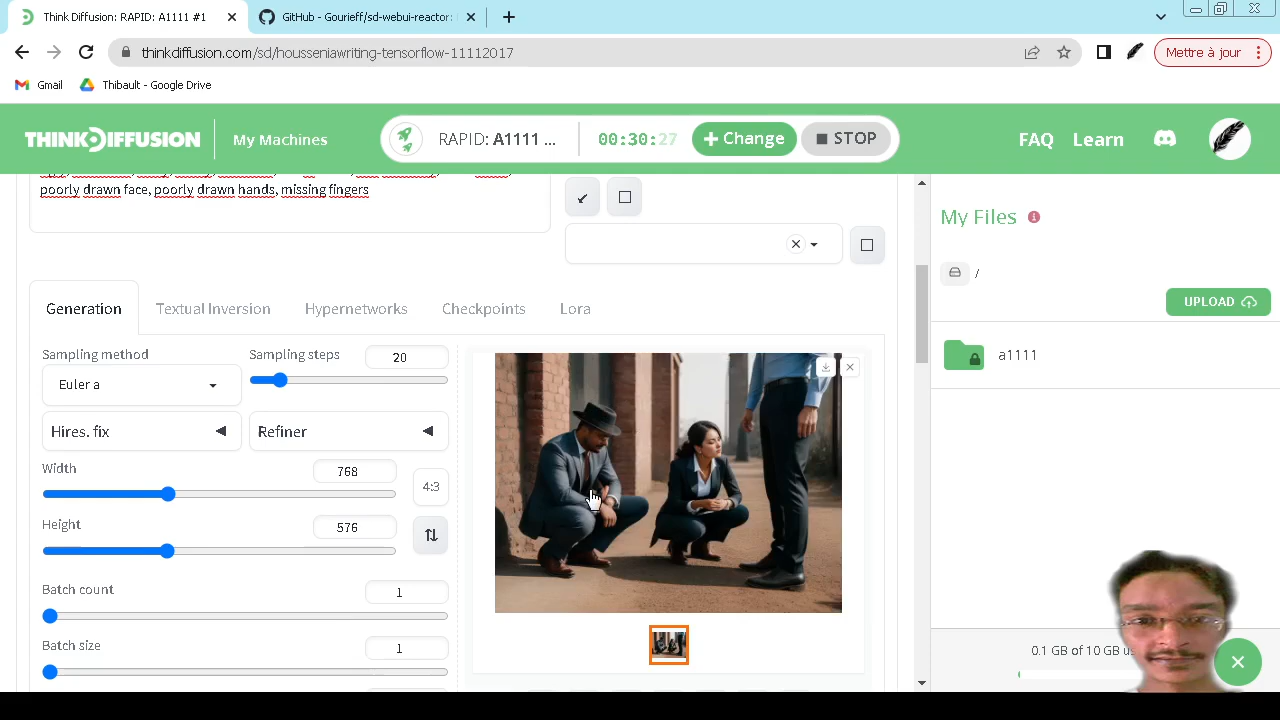 Think Diffusion: RAPID: A1111 #1
GitHub - Gourieff/sd-webui-reactor
thinkdiffusion.com/sd/houssenlawriting-tensorflow-11112017
Mettre à jour
Gmail
Thibault - Google Drive
THINKDIFFUSION
My Machines
RAPID: A1111 ...
00:30:27
+ Change
STOP
FAQ
Learn
poorly drawn face, poorly drawn hands, missing fingers
My Files
/
UPLOAD
a1111
Generation
Textual Inversion
Hypernetworks
Checkpoints
Lora
Sampling method
Sampling steps
20
Euler a
Hires. fix
Refiner
Width
768
4:3
Height
576
Batch count
1
Batch size
1
0.1 GB of 10 GB